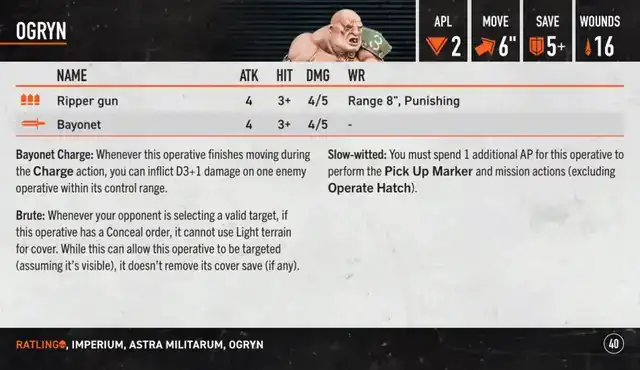 OGRYN
APL MOVE SAVE WOUNDS
2 6" 5+ 16
NAME ATK HIT DMG WR
Ripper gun 4 3+ 4/5 Range 8", Punishing
Bayonet 4 3+ 4/5 -
Bayonet Charge: Whenever this operative finishes moving during
the Charge action, you can inflict D3+1 damage on one enemy
operative within its control range.
Brute: Whenever your opponent is selecting a valid target, if
this operative has a Conceal order, it cannot use Light terrain
for cover. While this can allow this operative to be targeted
(assuming it's visible), it doesn't remove its cover save (if any).
Slow-witted: You must spend 1 additional AP for this operative to
perform the Pick Up Marker and mission actions (excluding
Operate Hatch).
RATLING, IMPERIUM, ASTRA MILITARUM, OGRYN
40